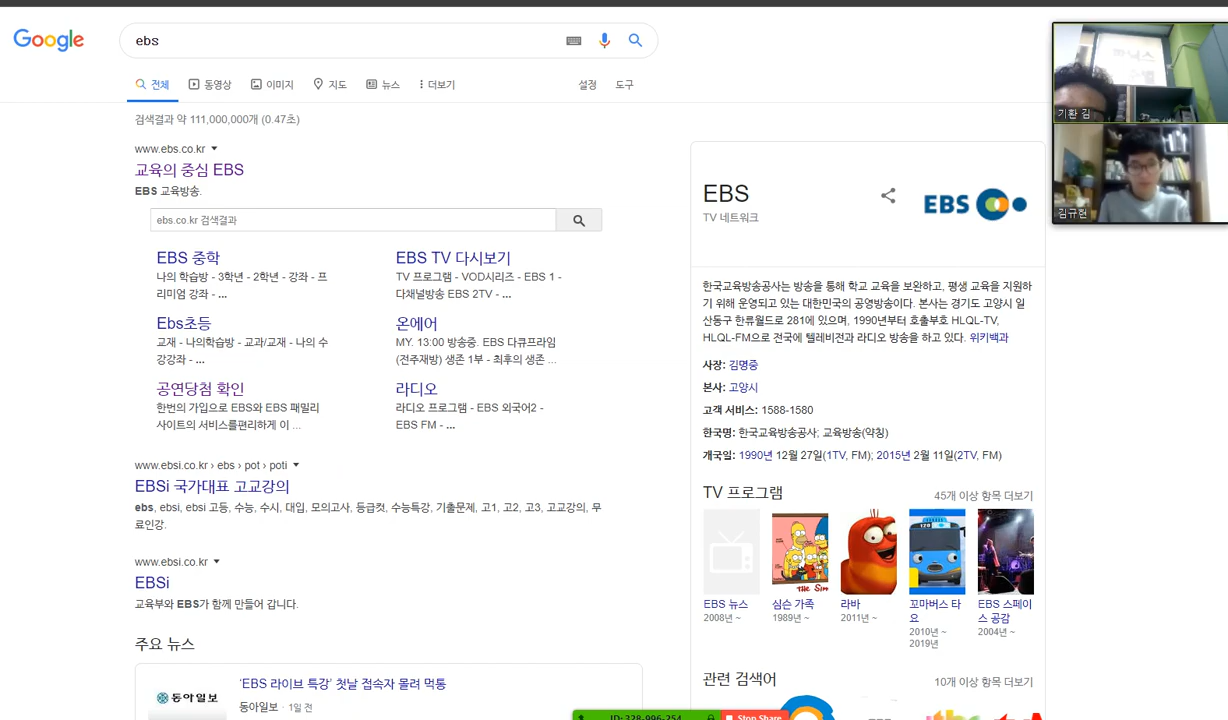 Google
ebs
전체
동영상
이미지
지도
뉴스
더보기
설정
도구
검색결과 약 111,000,000개 (0.47초)
www.ebs.co.kr
교육의 중심 EBS
EBS 교육방송.
ebs.co.kr 검색결과
EBS 중학
나의 학습방 - 3학년 - 2학년 - 강좌 - 프
리미엄 강좌 - ...
EBS TV 다시보기
TV 프로그램 - VOD시리즈 - EBS 1 -
다채널방송 EBS 2TV - ...
Ebs초등
교재 - 나의학습방 - 교과/교재 - 나의 수
강강좌 - ...
온에어
MY. 13:00 방송중. EBS 다큐프라임
(전주재방) 생존 1부 - 최후의 생존 ...
공연당첨 확인
한번의 가입으로 EBS와 EBS 패밀리
사이트의 서비스를편리하게 이 ...
라디오
라디오 프로그램 - EBS 외국어2 -
EBS FM - ...
www.ebsi.co.kr › ebs › pot › poti
EBSi 국가대표 고교강의
ebs, ebsi, ebsi 고등, 수능, 수시, 대입, 모의고사, 등급컷, 수능특강, 기출문제, 고1, 고2, 고3, 고교강의, 무
료인강.
www.ebsi.co.kr
EBSi
교육부와 EBS가 함께 만들어 갑니다.
주요 뉴스
동아일보
'EBS 라이브 특강' 첫날 접속자 몰려 먹통
동아일보 · 1일 전
EBS
TV 네트워크
EBS
한국교육방송공사는 방송을 통해 학교 교육을 보완하고, 평생 교육을 지원하
기 위해 운영되고 있는 대한민국의 공영방송이다. 본사는 경기도 고양시 일
산동구 한류월드로 281에 있으며, 1990년부터 호출부호 HLQL-TV,
HLQL-FM으로 전국에 텔레비전과 라디오 방송을 하고 있다. 위키백과
사장: 김명중
본사: 고양시
고객 서비스: 1588-1580
한국명: 한국교육방송공사; 교육방송(약칭)
개국일: 1990년 12월 27일(1TV, FM); 2015년 2월 11일(2TV, FM)
TV 프로그램
45개 이상 항목 더보기
EBS 뉴스
2008년 ~
심슨 가족
1989년 ~
라바
2011년 ~
꼬마버스 타
요
2010년 ~
2019년
EBS 스페이
스 공감
2004년 ~
관련 검색어
10개 이상 항목 더보기
기환 김
김규현
ID: 328-996-254
Stop Share